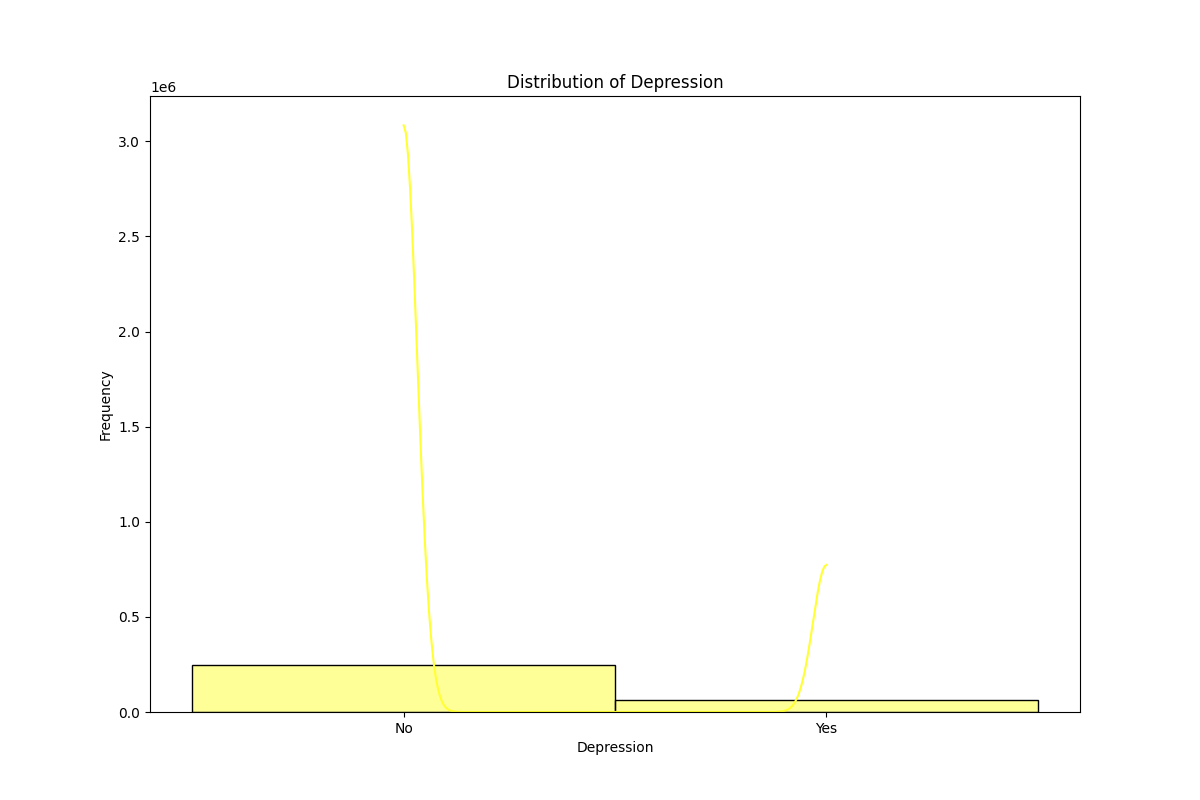 Distribution of Depression
1e6
3.0
2.5
2.0
1.5
1.0
0.5
0.0
Frequency
No
Yes
Depression